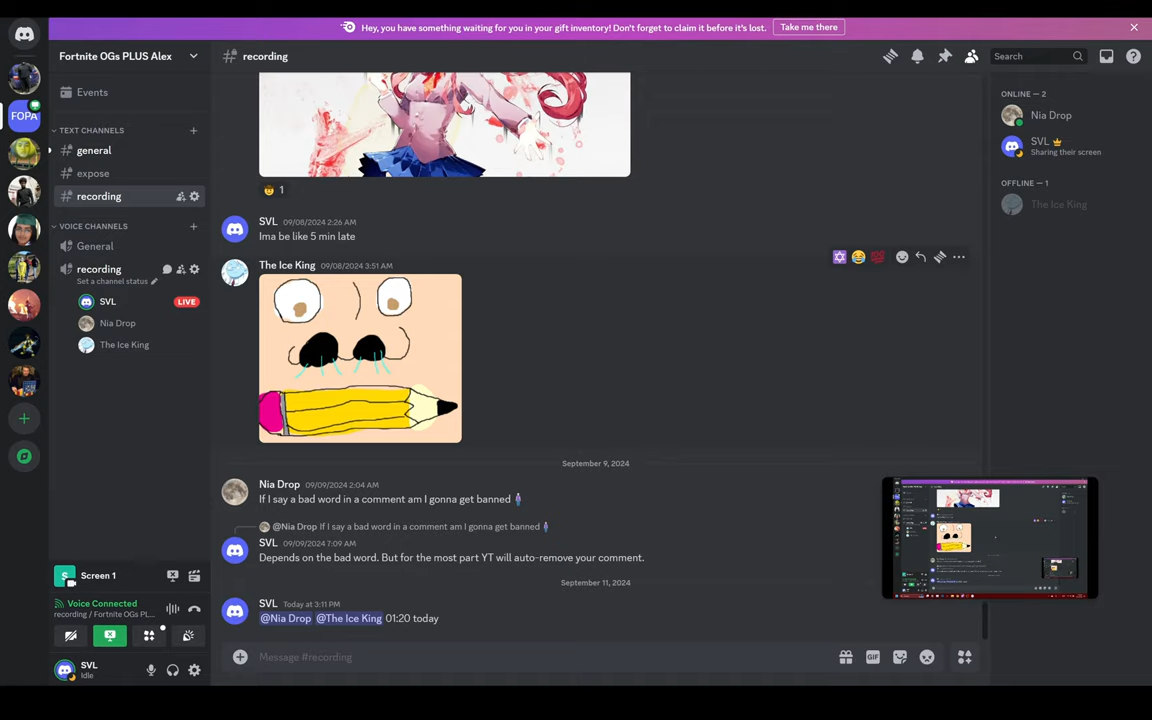 Hey, you have something waiting for you in your gift inventory! Don't forget to claim it before it's lost.
Take me there
Fortnite OGs PLUS Alex
recording
Search
Events
TEXT CHANNELS
general
expose
recording
VOICE CHANNELS
General
recording
Set a channel status
SVL
LIVE
Nia Drop
The Ice King
FOPA
1
SVL 09/08/2024 2:26 AM
Ima be like 5 min late
The Ice King 09/08/2024 3:51 AM
September 9, 2024
Nia Drop 09/09/2024 2:04 AM
If I say a bad word in a comment am I gonna get banned
@Nia Drop If I say a bad word in a comment am I gonna get banned
SVL 09/09/2024 7:09 AM
Depends on the bad word. But for the most part YT will auto-remove your comment.
September 11, 2024
SVL Today at 3:11 PM
@Nia Drop @The Ice King 01:20 today
Message #recording
GIF
ONLINE — 2
Nia Drop
SVL
Sharing their screen
OFFLINE — 1
The Ice King
S
Screen 1
Voice Connected
recording / Fortnite OGs PL...
SVL
Idle